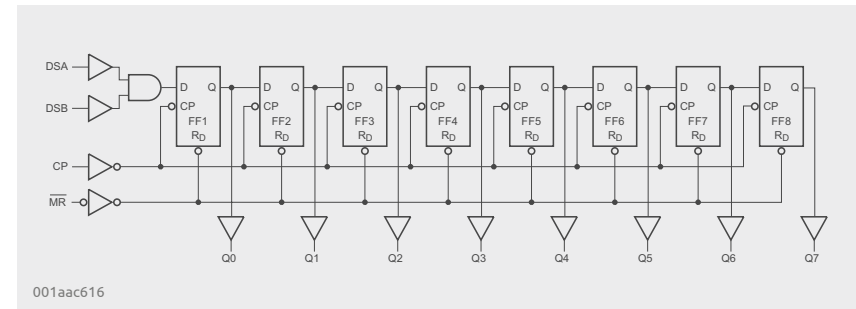 DSA
DSB
D Q D Q D Q D Q D Q D Q D Q D Q
CP CP CP CP CP CP CP CP
FF1 FF2 FF3 FF4 FF5 FF6 FF7 FF8
RD RD RD RD RD RD RD RD
CP
MR
Q0 Q1 Q2 Q3 Q4 Q5 Q6 Q7
001aac616